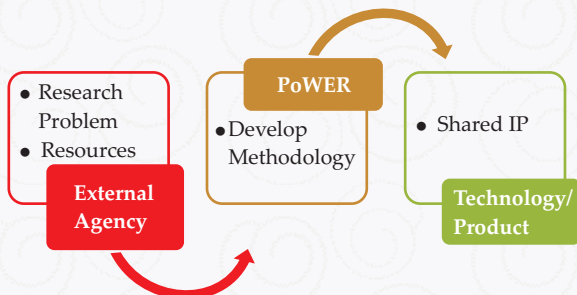 • Research
Problem
• Resources
External
Agency
PoWER
•Develop
Methodology
• Shared IP
Technology/
Product